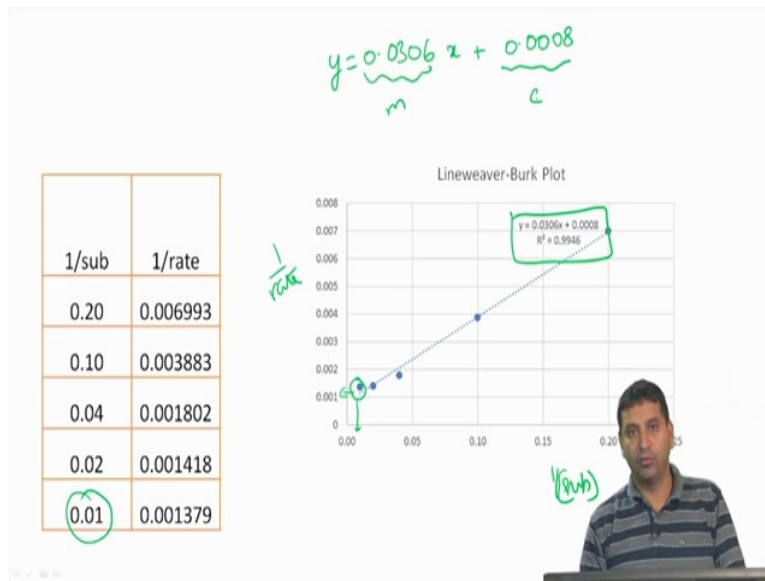 y = 0.0306 x + 0.0008
m c
Lineweaver-Burk Plot
1/sub 1/rate
0.20 0.006993
0.10 0.003883
0.04 0.001802
0.02 0.001418
0.01 0.001379
1/rate
0.008
0.007
0.006
0.005
0.004
0.003
0.002
0.001
0
y = 0.0306x + 0.0008
R² = 0.9946
0.00 0.05 0.10 0.15 0.20 25
1/(sub)